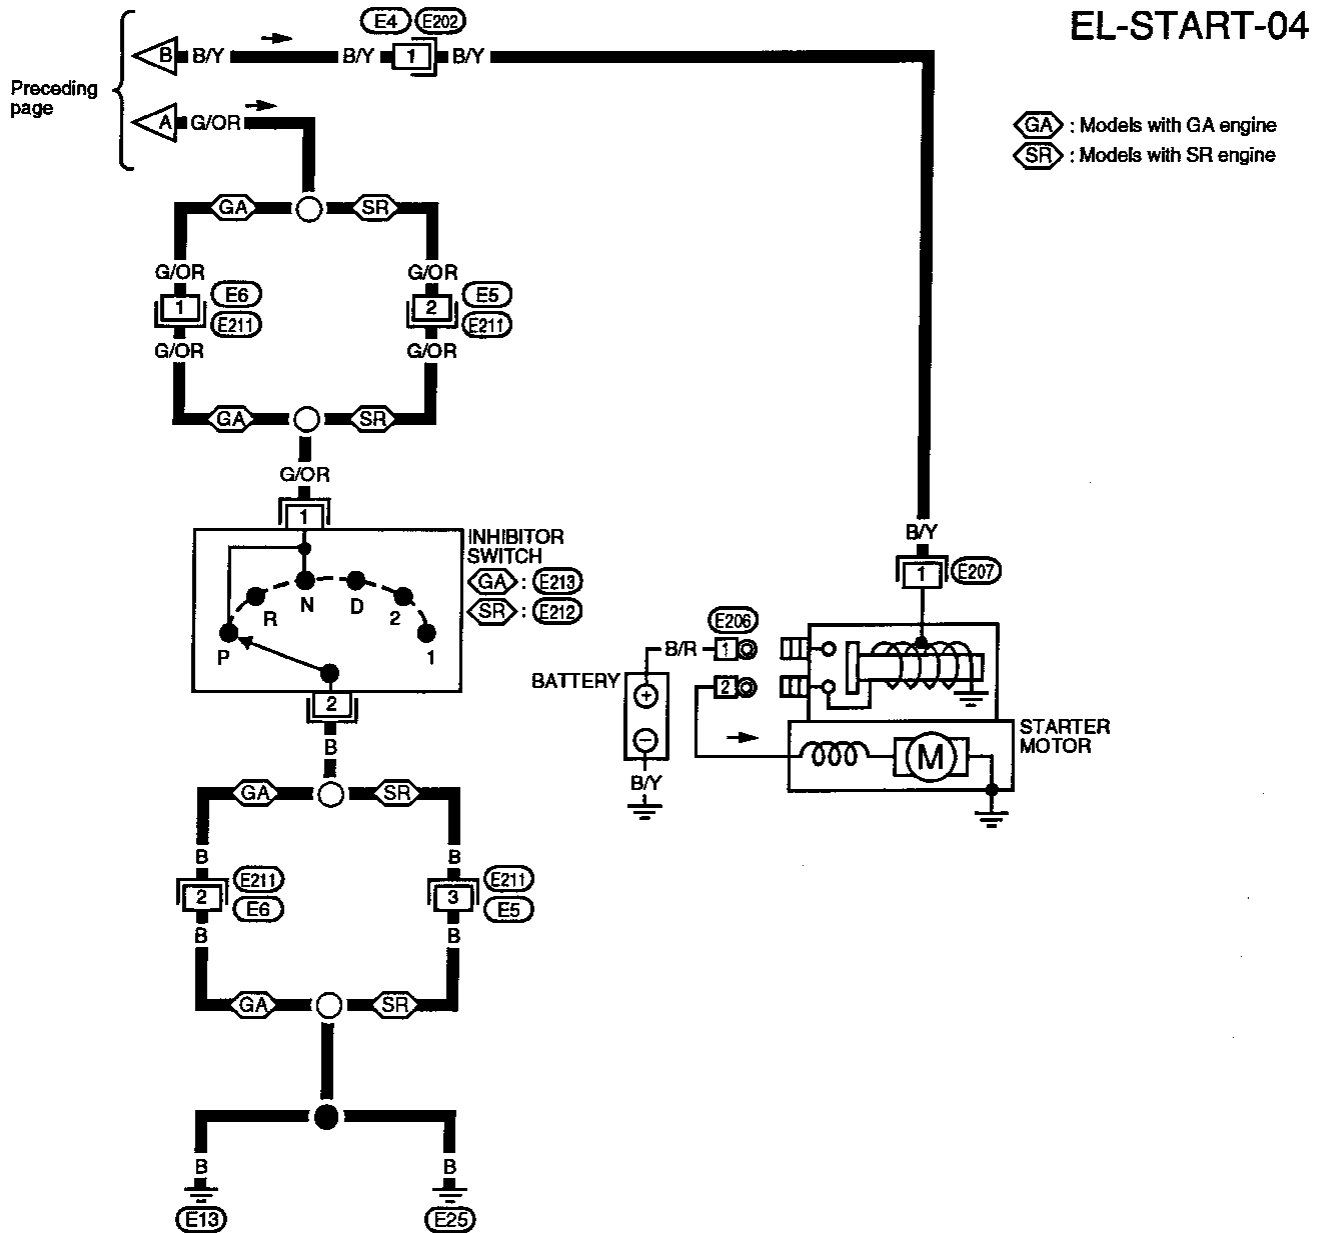 EL-START-04
E4 E202
B B/Y B/Y 1 B/Y
Preceding
page
A G/OR
GA : Models with GA engine
SR : Models with SR engine
GA SR
G/OR G/OR
1 E6 2 E5
E211 E211
G/OR G/OR
GA SR
G/OR
1
INHIBITOR
SWITCH
GA : E213
SR : E212
P R N D 2 1
2
B
B/Y
1 E207
E206
B/R 1
BATTERY
+
2
−
B/Y
M
STARTER
MOTOR
GA SR
B B
2 E211 3 E211
E6 E5
B B
GA SR
B B
E13 E25